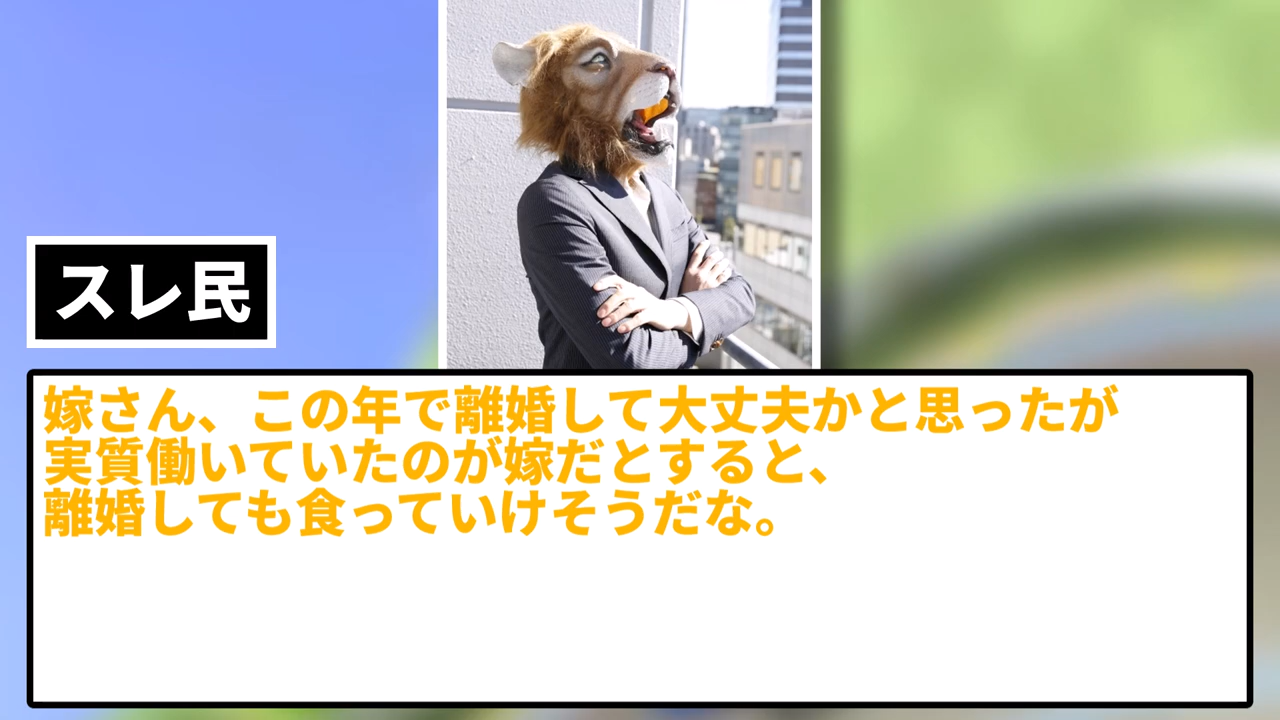 スレ民
嫁さん、この年で離婚して大丈夫かと思ったが
実質働いていたのが嫁だとすると、
離婚しても食っていけそうだな。